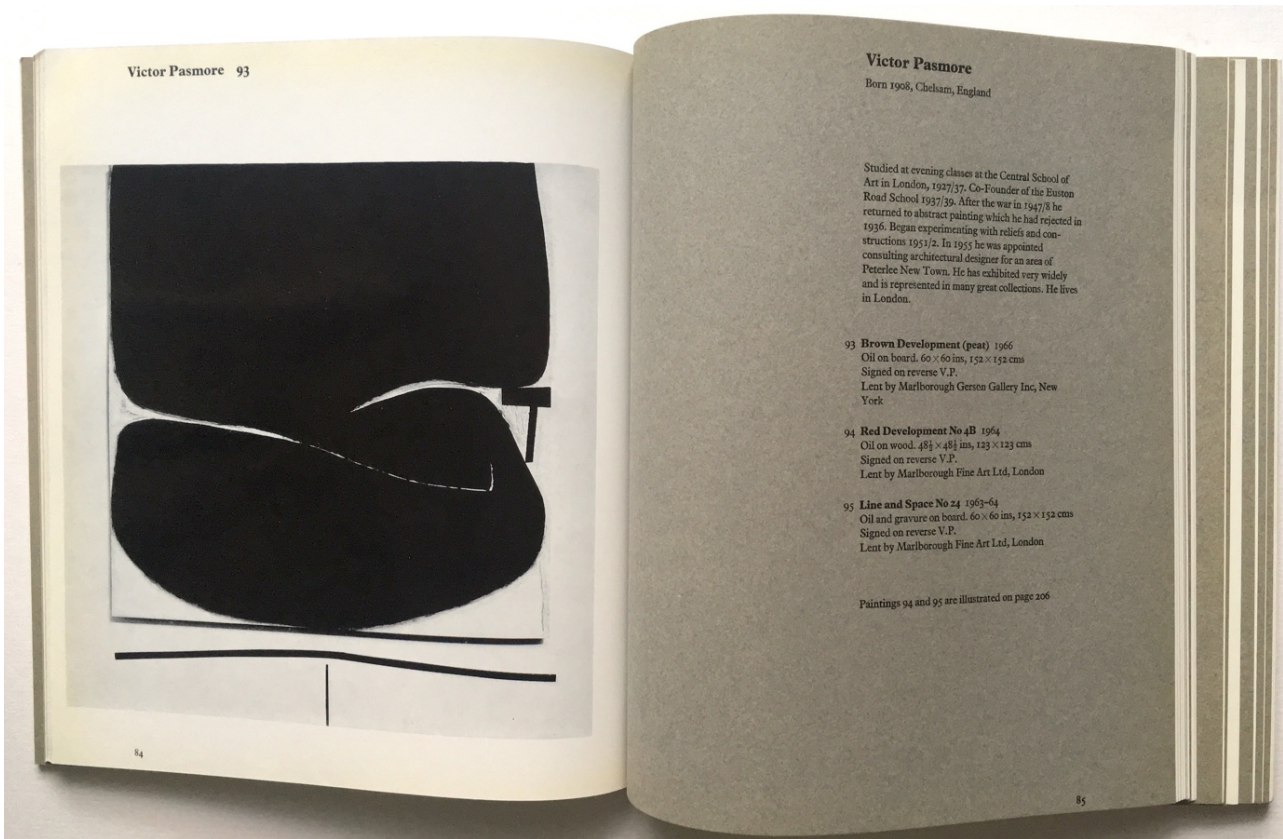 Victor Pasmore 93
84
Victor Pasmore
Born 1908, Chelsam, England
Studied at evening classes at the Central School of
Art in London, 1927/37. Co-Founder of the Euston
Road School 1937/39. After the war in 1947/8 he
returned to abstract painting which he had rejected in
1936. Began experimenting with reliefs and con-
structions 1951/2. In 1955 he was appointed
consulting architectural designer for an area of
Peterlee New Town. He has exhibited very widely
and is represented in many great collections. He lives
in London.
93 Brown Development (peat) 1966
Oil on board. 60 × 60 ins, 152 × 152 cms
Signed on reverse V.P.
Lent by Marlborough Gerson Gallery Inc, New
York
94 Red Development No 4B 1964
Oil on wood. 48½ × 48½ ins, 123 × 123 cms
Signed on reverse V.P.
Lent by Marlborough Fine Art Ltd, London
95 Line and Space No 24 1963–64
Oil and gravure on board. 60 × 60 ins, 152 × 152 cms
Signed on reverse V.P.
Lent by Marlborough Fine Art Ltd, London
Paintings 94 and 95 are illustrated on page 206
85